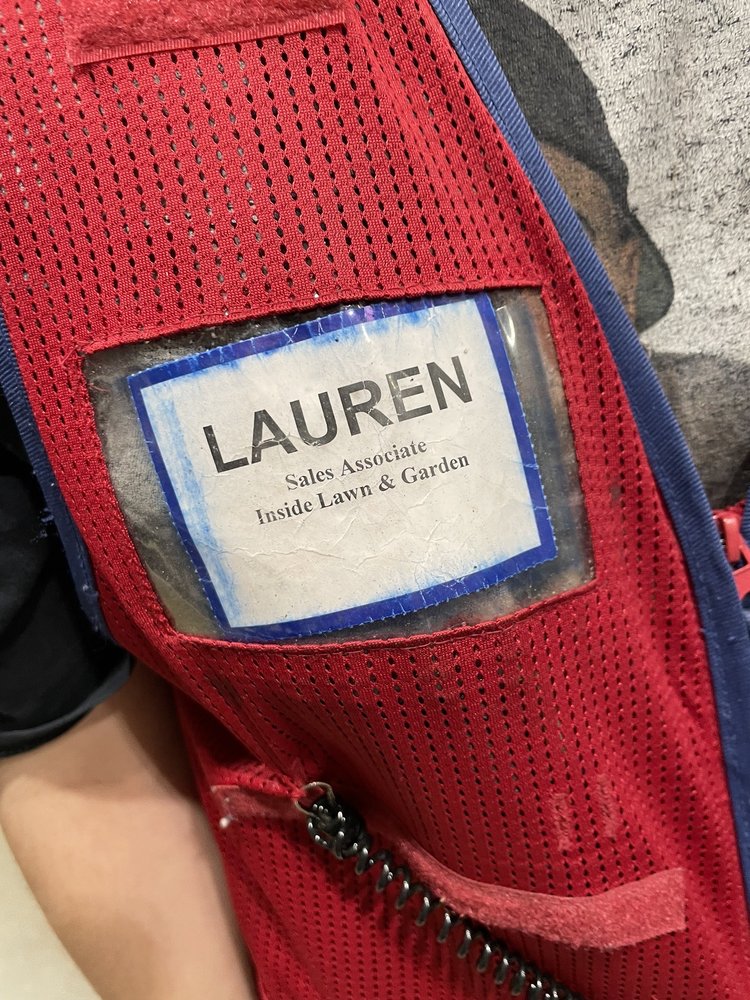 LAUREN
Sales Associate
Inside Lawn & Garden